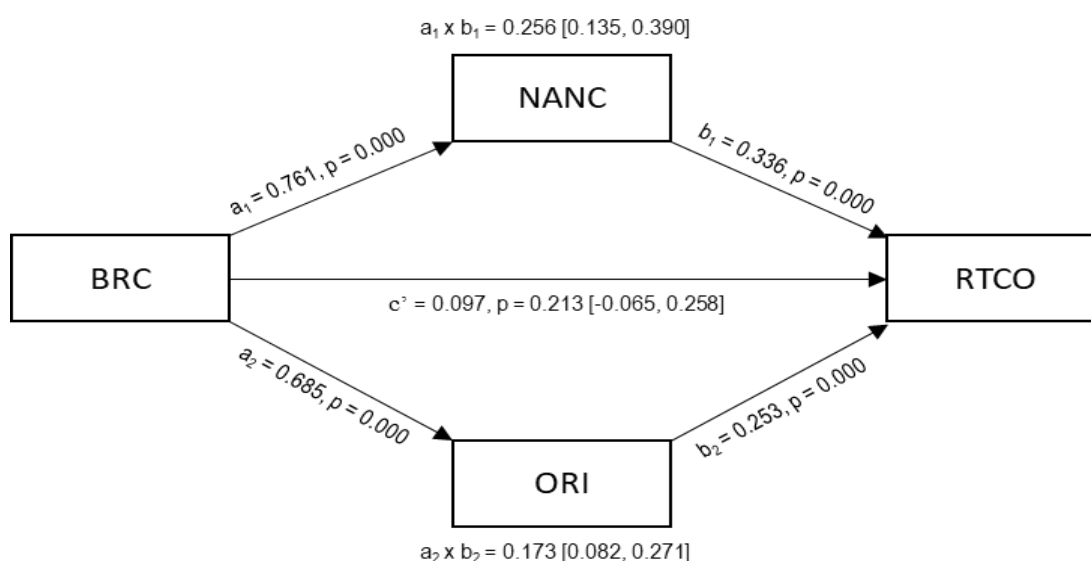 a₁ x b₁ = 0.256 [0.135, 0.390]
NANC
a₁ = 0.761, p = 0.000
b₁ = 0.336, p = 0.000
BRC
RTCO
c’ = 0.097, p = 0.213 [-0.065, 0.258]
a₂ = 0.685, p = 0.000
b₂ = 0.253, p = 0.000
ORI
a₂ x b₂ = 0.173 [0.082, 0.271]